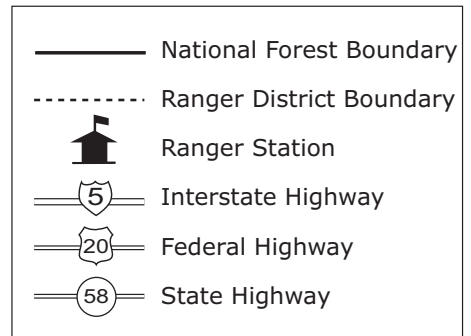 National Forest Boundary
Ranger District Boundary
Ranger Station
5 Interstate Highway
20 Federal Highway
58 State Highway